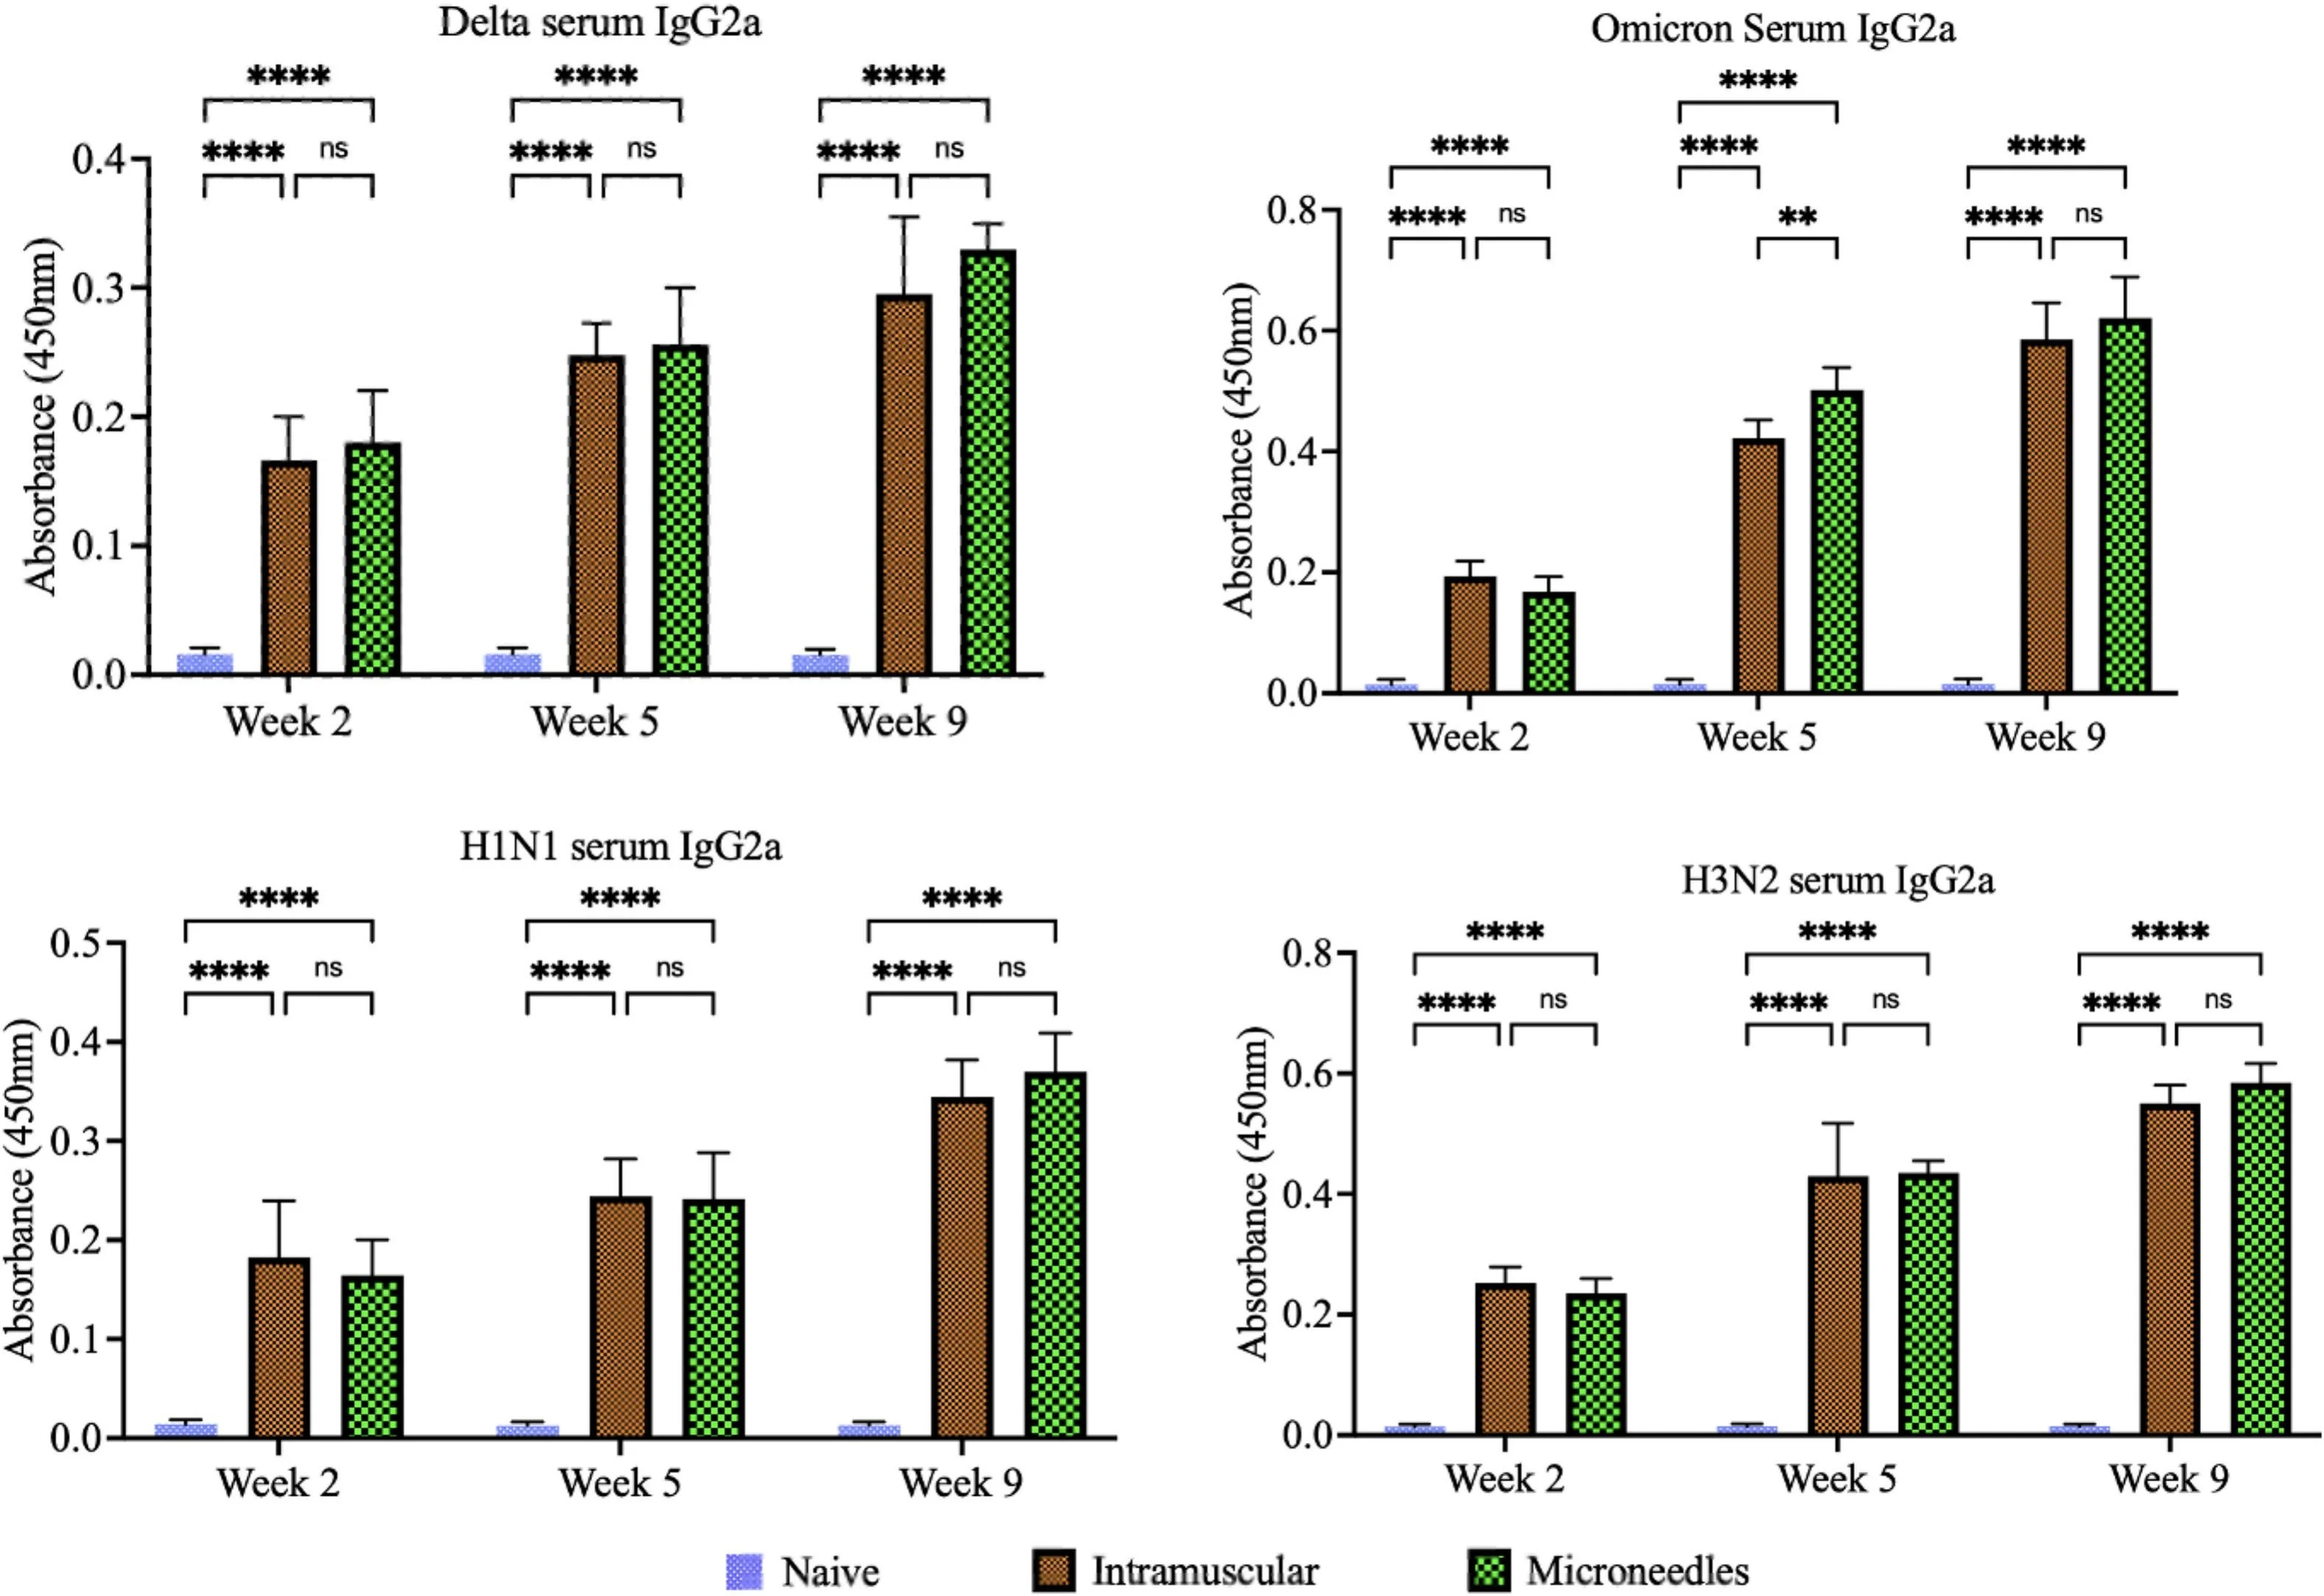 Delta serum IgG2a
**** **** ****
**** ns **** ns **** ns
Absorbance (450nm)
0.4
0.3
0.2
0.1
0.0
Week 2 Week 5 Week 9
Omicron Serum IgG2a
****
**** **** ****
**** ns ** **** ns
Absorbance (450nm)
0.8
0.6
0.4
0.2
0.0
Week 2 Week 5 Week 9
H1N1 serum IgG2a
**** **** ****
**** ns **** ns **** ns
Absorbance (450nm)
0.5
0.4
0.3
0.2
0.1
0.0
Week 2 Week 5 Week 9
H3N2 serum IgG2a
**** **** ****
**** ns **** ns **** ns
Absorbance (450nm)
0.8
0.6
0.4
0.2
0.0
Week 2 Week 5 Week 9
Naive Intramuscular Microneedles